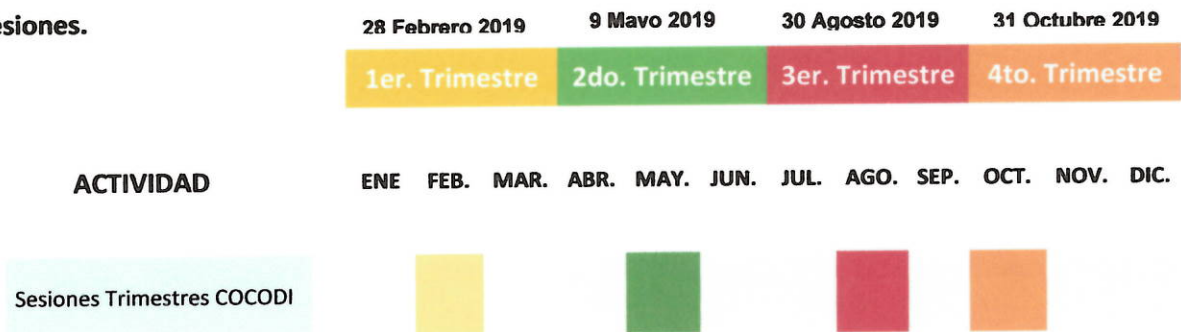 esiones.
28 Febrero 2019 9 Mayo 2019 30 Agosto 2019 31 Octubre 2019
1er. Trimestre 2do. Trimestre 3er. Trimestre 4to. Trimestre
ACTIVIDAD ENE FEB. MAR. ABR. MAY. JUN. JUL. AGO. SEP. OCT. NOV. DIC.
Sesiones Trimestres COCODI